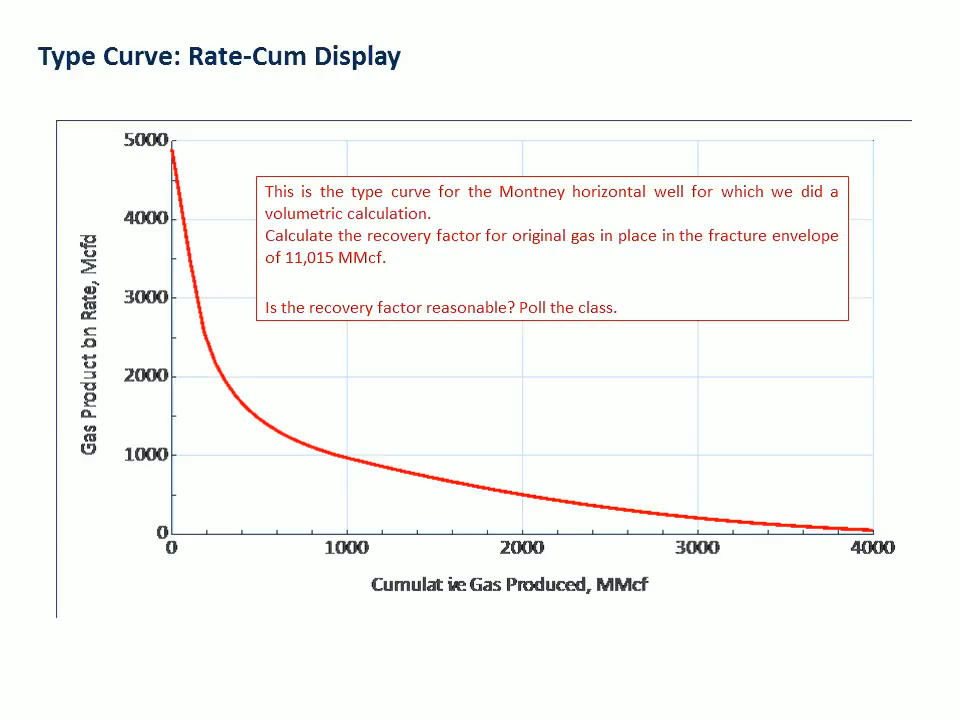 Type Curve: Rate-Cum Display
5000
4000
3000
2000
1000
0
Gas Product on Rate, Mcfd
This is the type curve for the Montney horizontal well for which we did a
volumetric calculation.
Calculate the recovery factor for original gas in place in the fracture envelope
of 11,015 MMcf.
Is the recovery factor reasonable? Poll the class.
0 1000 2000 3000 4000
Cumulative Gas Produced, MMcf